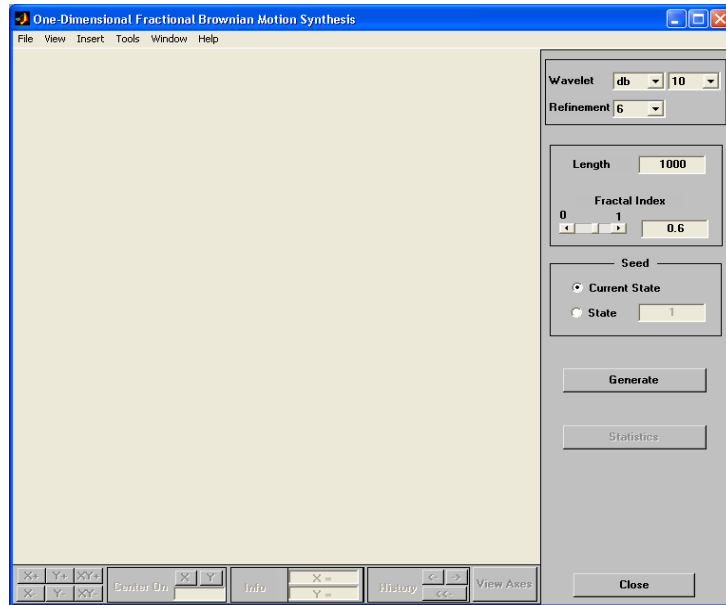 One-Dimensional Fractional Brownian Motion Synthesis
File View Insert Tools Window Help
Wavelet db 10
Refinement 6
Length 1000
Fractal Index
0 1
0.6
Seed
Current State
State 1
Generate
Statistics
X+ Y+ XY+
X- Y- XY-
Center On
X Y
Info
X =
Y =
History
<- ->
<<-
View Axes
Close